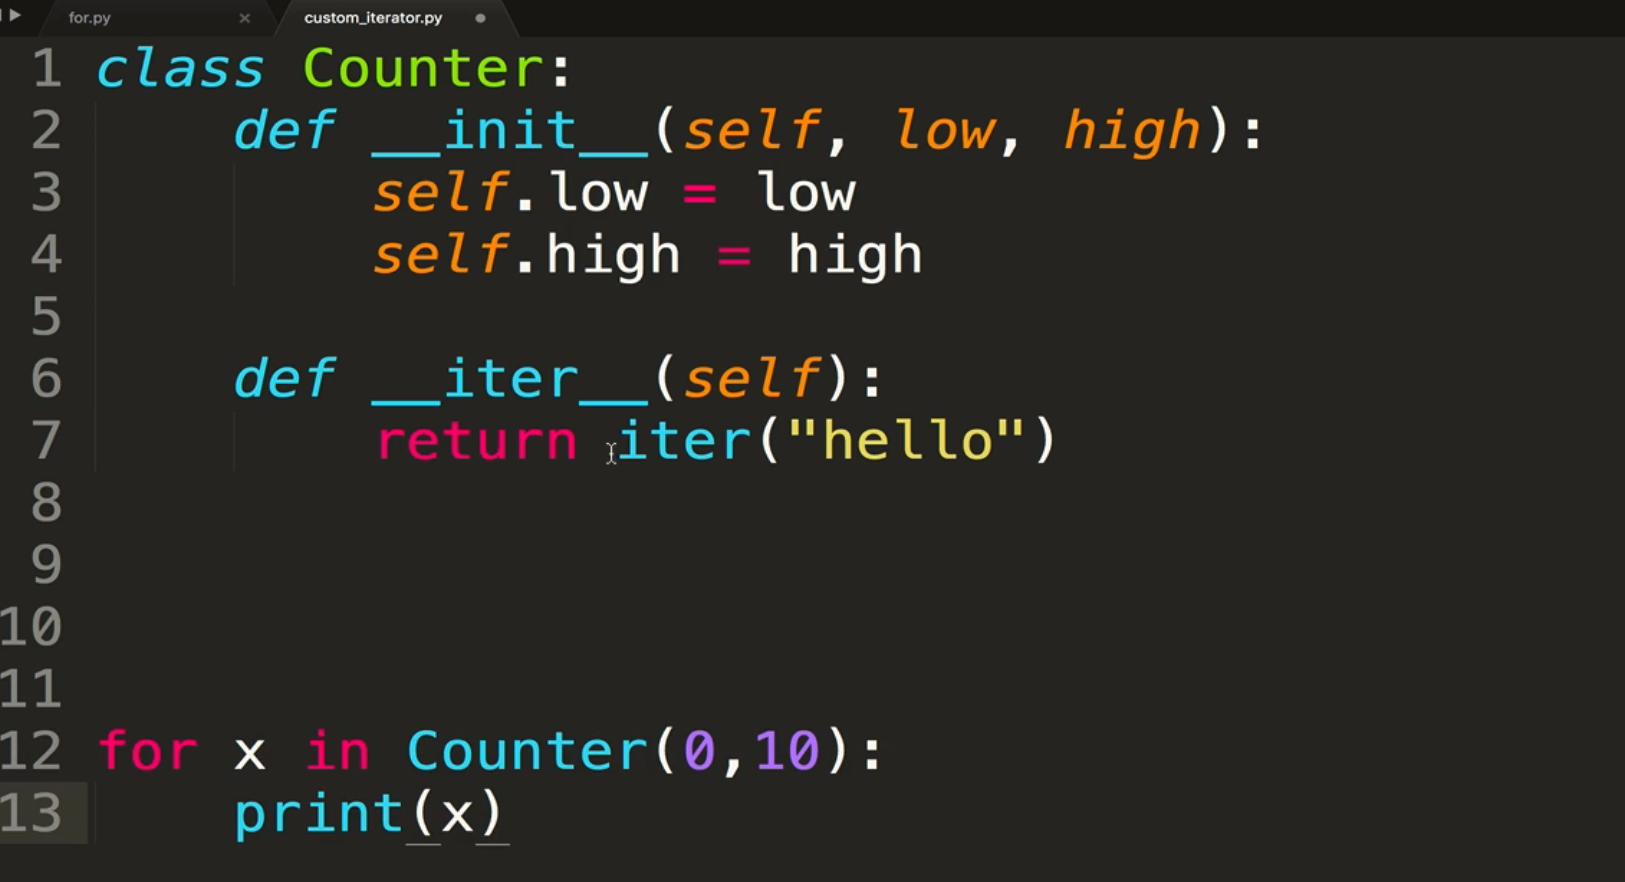 for.py × custom_iterator.py
1 class Counter:
2     def __init__(self, low, high):
3         self.low = low
4         self.high = high
5
6     def __iter__(self):
7         return iter("hello")
8
9
10
11
12 for x in Counter(0,10):
13     print(x)